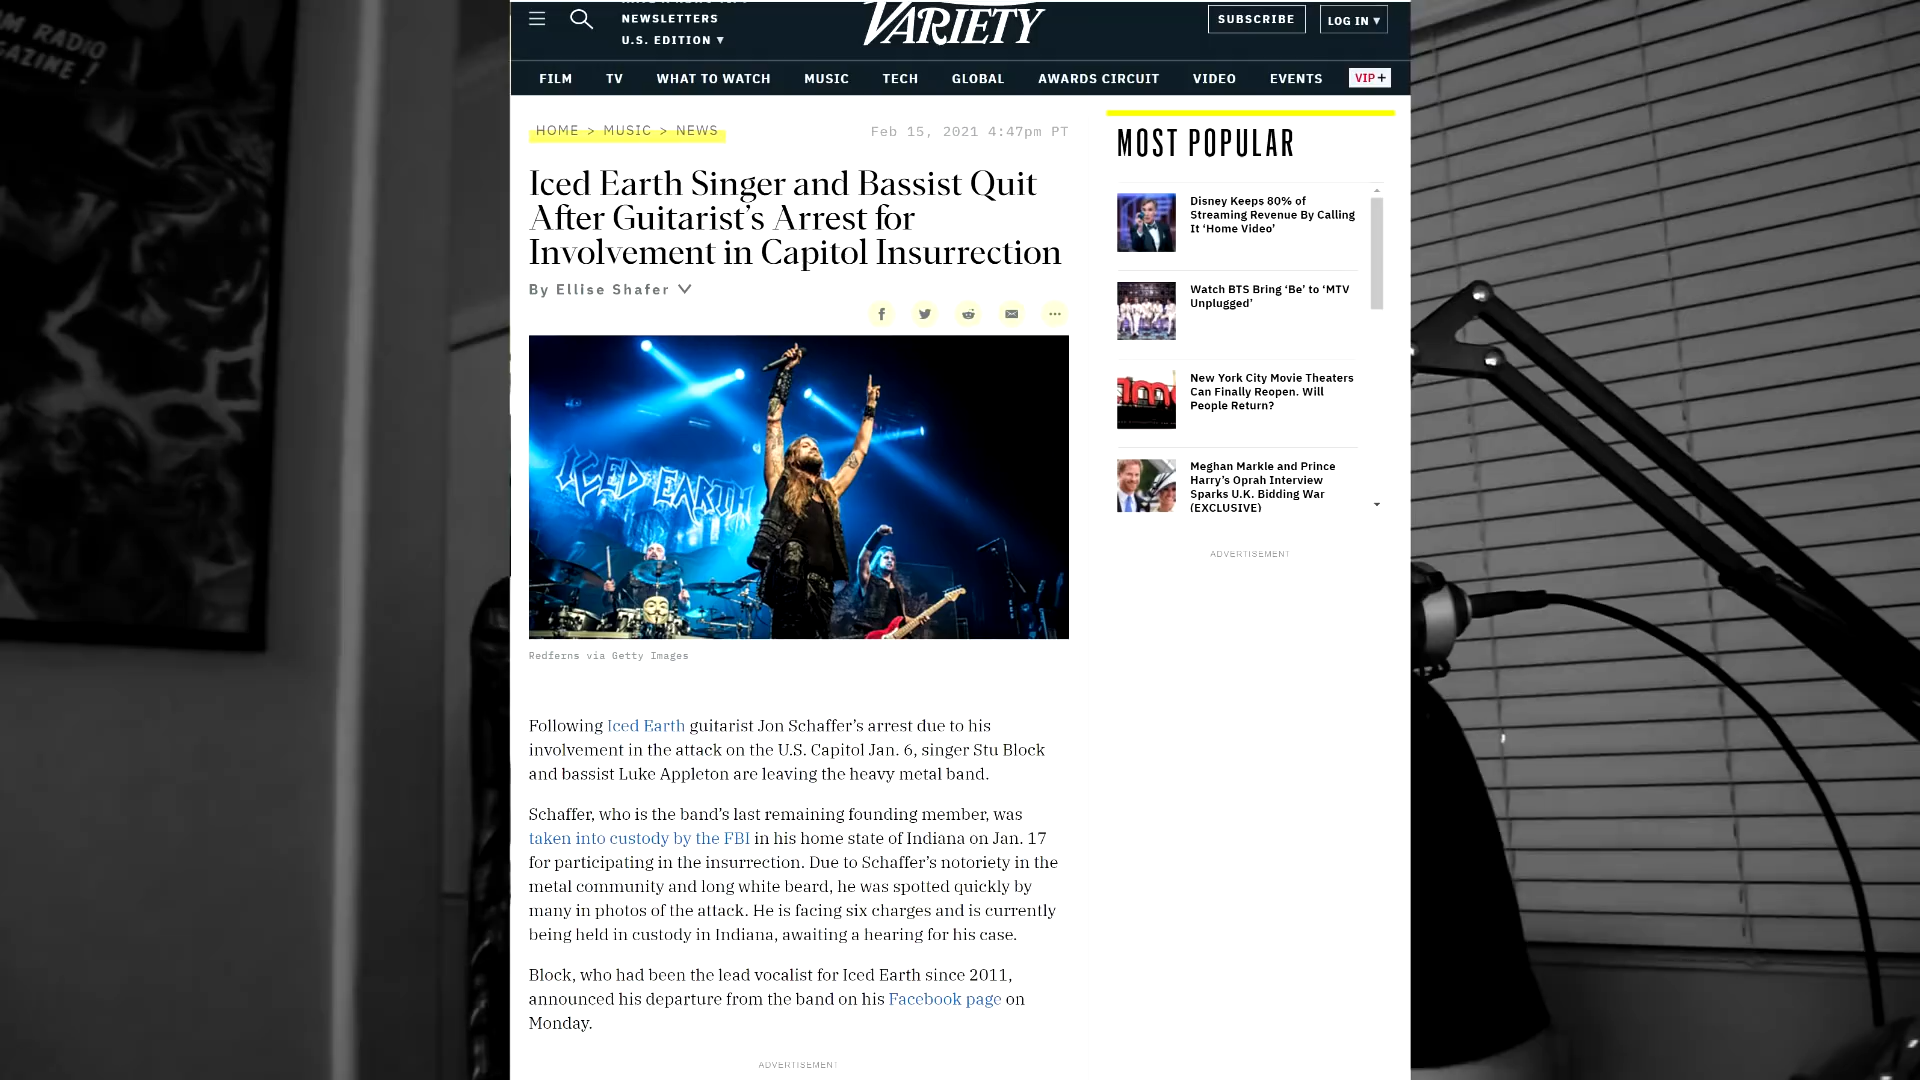 AM RADIO
GAZINE!
NEWSLETTERS
U.S. EDITION ▾
VARIETY
SUBSCRIBE
LOG IN ▾
FILM TV WHAT TO WATCH MUSIC TECH GLOBAL AWARDS CIRCUIT VIDEO EVENTS VIP+
HOME > MUSIC > NEWS
Feb 15, 2021 4:47pm PT
Iced Earth Singer and Bassist Quit
After Guitarist’s Arrest for
Involvement in Capitol Insurrection
By Ellise Shafer
ICED EARTH
Redferns via Getty Images
Following Iced Earth guitarist Jon Schaffer’s arrest due to his
involvement in the attack on the U.S. Capitol Jan. 6, singer Stu Block
and bassist Luke Appleton are leaving the heavy metal band.
Schaffer, who is the band’s last remaining founding member, was
taken into custody by the FBI in his home state of Indiana on Jan. 17
for participating in the insurrection. Due to Schaffer’s notoriety in the
metal community and long white beard, he was spotted quickly by
many in photos of the attack. He is facing six charges and is currently
being held in custody in Indiana, awaiting a hearing for his case.
Block, who had been the lead vocalist for Iced Earth since 2011,
announced his departure from the band on his Facebook page on
Monday.
ADVERTISEMENT
MOST POPULAR
Disney Keeps 80% of
Streaming Revenue By Calling
It ‘Home Video’
Watch BTS Bring ‘Be’ to ‘MTV
Unplugged’
amc
New York City Movie Theaters
Can Finally Reopen. Will
People Return?
Meghan Markle and Prince
Harry’s Oprah Interview
Sparks U.K. Bidding War
(EXCLUSIVE)
ADVERTISEMENT